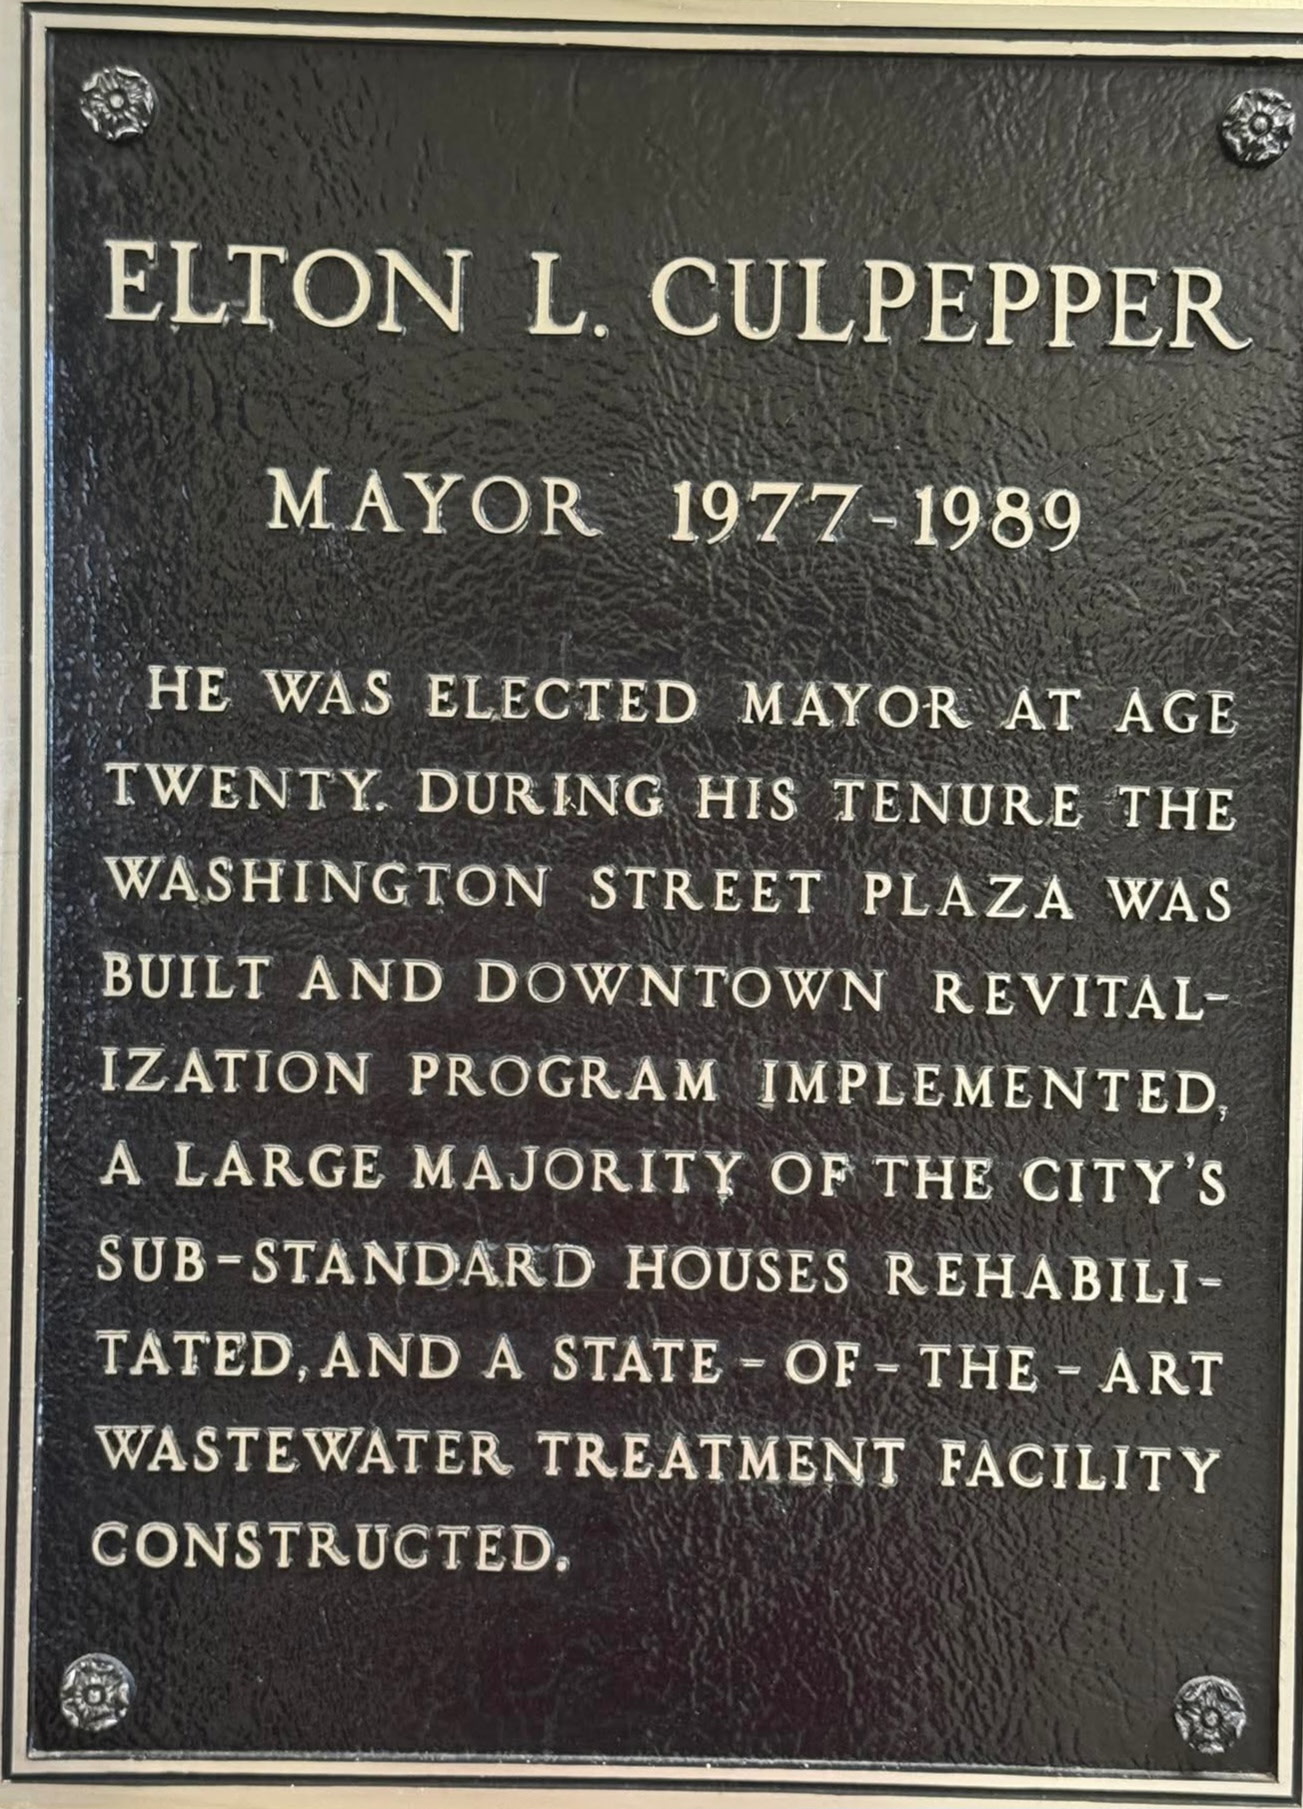 ELTON L. CULPEPPER
MAYOR 1977-1989
HE WAS ELECTED MAYOR AT AGE
TWENTY. DURING HIS TENURE THE
WASHINGTON STREET PLAZA WAS
BUILT AND DOWNTOWN REVITAL-
IZATION PROGRAM IMPLEMENTED,
A LARGE MAJORITY OF THE CITY'S
SUB-STANDARD HOUSES REHABILI-
TATED, AND A STATE-OF-THE-ART
WASTEWATER TREATMENT FACILITY
CONSTRUCTED.